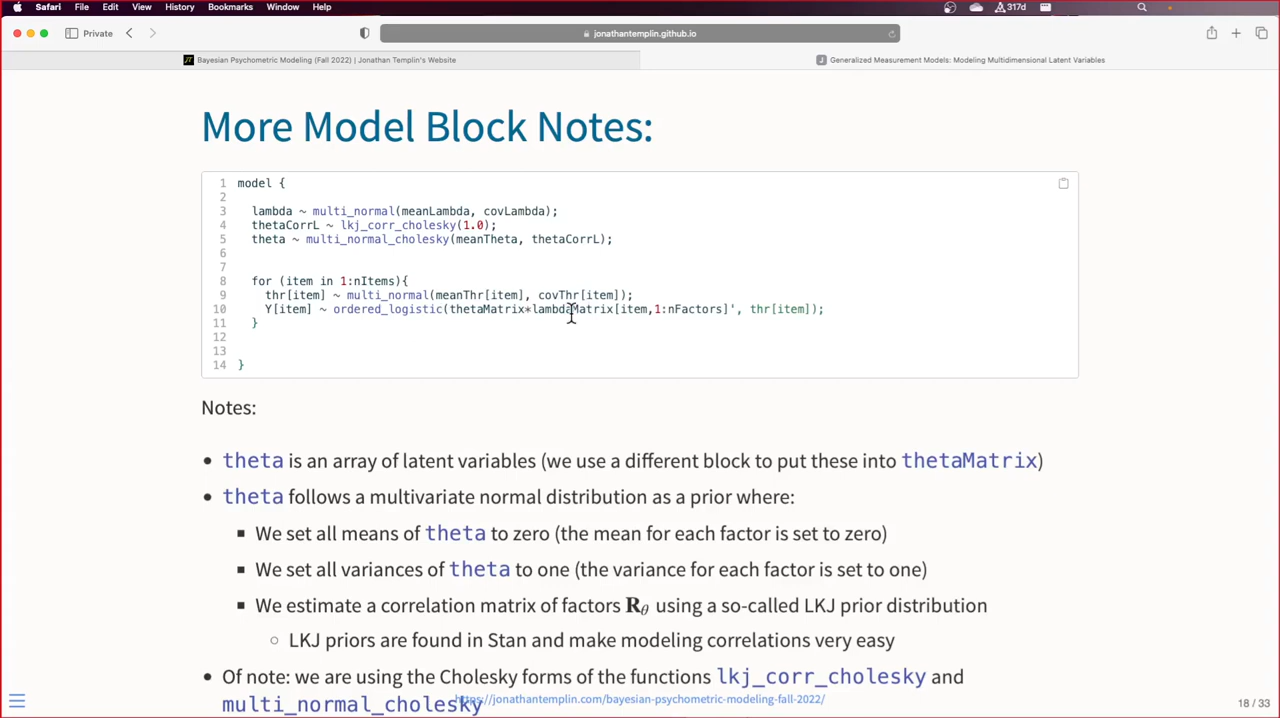 Safari File Edit View History Bookmarks Window Help 317d
Private jonathantemplin.github.io
Bayesian Psychometric Modeling (Fall 2022) | Jonathan Templin's Website
J Generalized Measurement Models: Modeling Multidimensional Latent Variables
More Model Block Notes:
1 model {
2
3 lambda ~ multi_normal(meanLambda, covLambda);
4 thetaCorrL ~ lkj_corr_cholesky(1.0);
5 theta ~ multi_normal_cholesky(meanTheta, thetaCorrL);
6
7
8 for (item in 1:nItems){
9 thr[item] ~ multi_normal(meanThr[item], covThr[item]);
10 Y[item] ~ ordered_logistic(thetaMatrix*lambdaMatrix[item,1:nFactors]', thr[item]);
11 }
12
13
14 }
Notes:
• theta is an array of latent variables (we use a different block to put these into thetaMatrix)
• theta follows a multivariate normal distribution as a prior where:
▪ We set all means of theta to zero (the mean for each factor is set to zero)
▪ We set all variances of theta to one (the variance for each factor is set to one)
▪ We estimate a correlation matrix of factors Rθ using a so-called LKJ prior distribution
○ LKJ priors are found in Stan and make modeling correlations very easy
• Of note: we are using the Cholesky forms of the functions lkj_corr_cholesky and
multi_normal_cholesky
https://jonathantemplin.com/bayesian-psychometric-modeling-fall-2022/
18 / 33